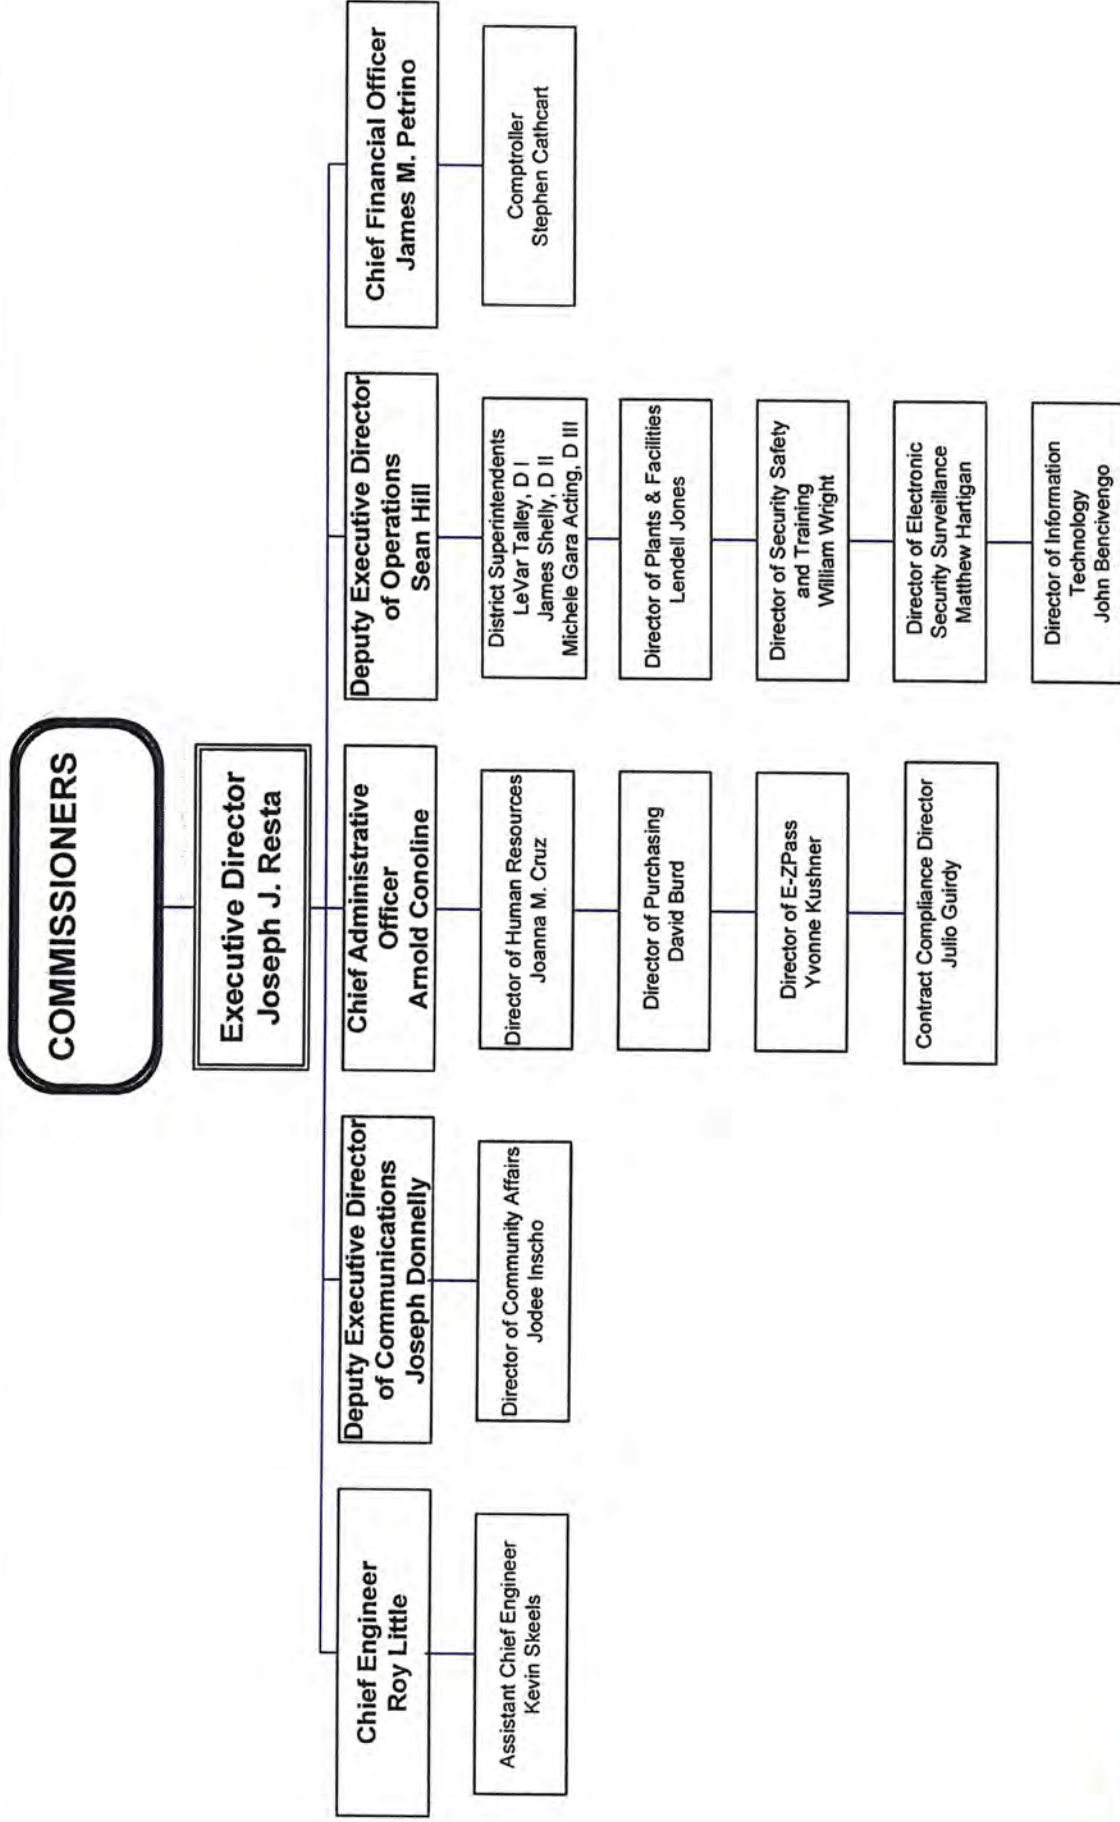 COMMISSIONERS
Executive Director
Joseph J. Resta
Chief Engineer
Roy Little
Deputy Executive Director
of Communications
Joseph Donnelly
Chief Administrative
Officer
Arnold Conoline
Deputy Executive Director
of Operations
Sean Hill
Chief Financial Officer
James M. Petrino
Assistant Chief Engineer
Kevin Skeels
Director of Community Affairs
Jodee Inscho
Director of Human Resources
Joanna M. Cruz
Director of Purchasing
David Burd
Director of E-ZPass
Yvonne Kushner
Contract Compliance Director
Julio Guirdy
District Superintendents
LeVar Talley, D I
James Shelly, D II
Michele Gara Acting, D III
Director of Plants & Facilities
Lendell Jones
Director of Security Safety
and Training
William Wright
Director of Electronic
Security Surveillance
Matthew Hartigan
Director of Information
Technology
John Bencivengo
Comptroller
Stephen Cathcart